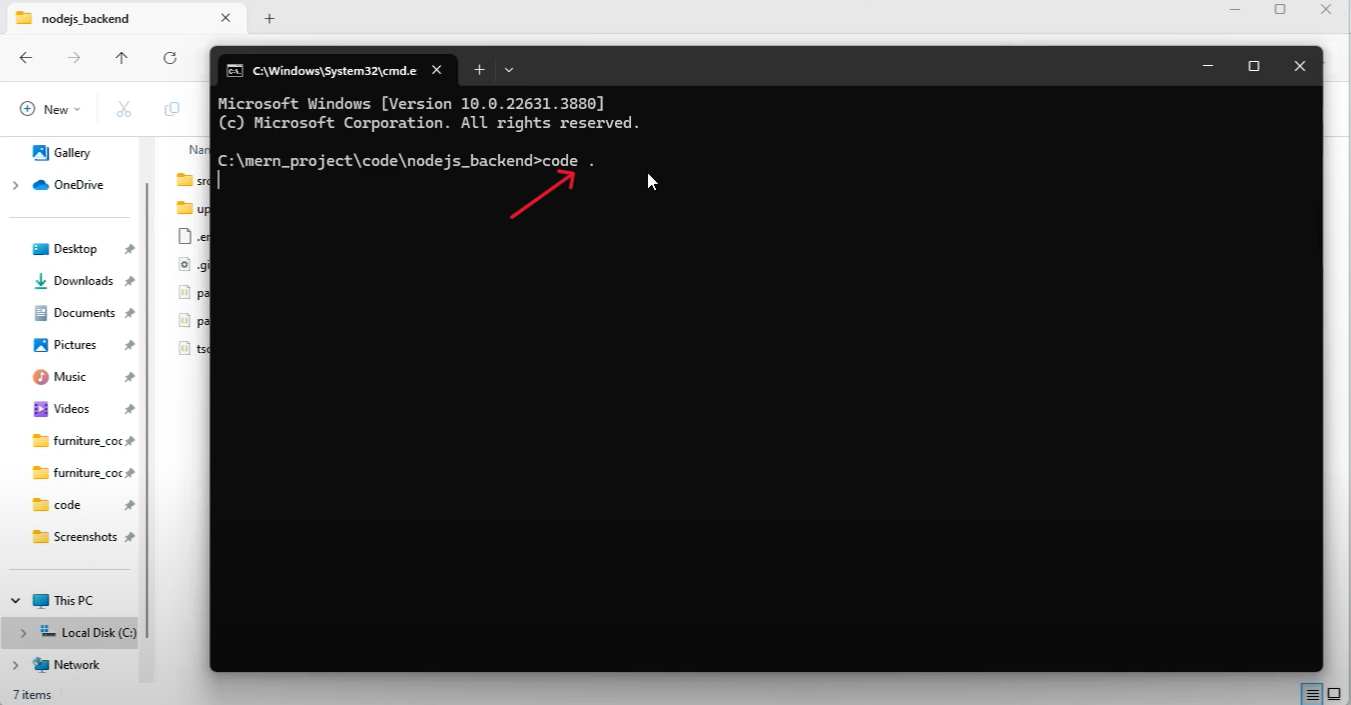 nodejs_backend
C:\Windows\System32\cmd.e
New
Microsoft Windows [Version 10.0.22631.3880]
(c) Microsoft Corporation. All rights reserved.
C:\mern_project\code\nodejs_backend>code .
Gallery
OneDrive
Desktop
Downloads
Documents
Pictures
Music
Videos
furniture_coc
furniture_coc
code
Screenshots
This PC
Local Disk (C:)
Network
Nan
src
up
.er
.gi
pa
pa
tsc
7 items